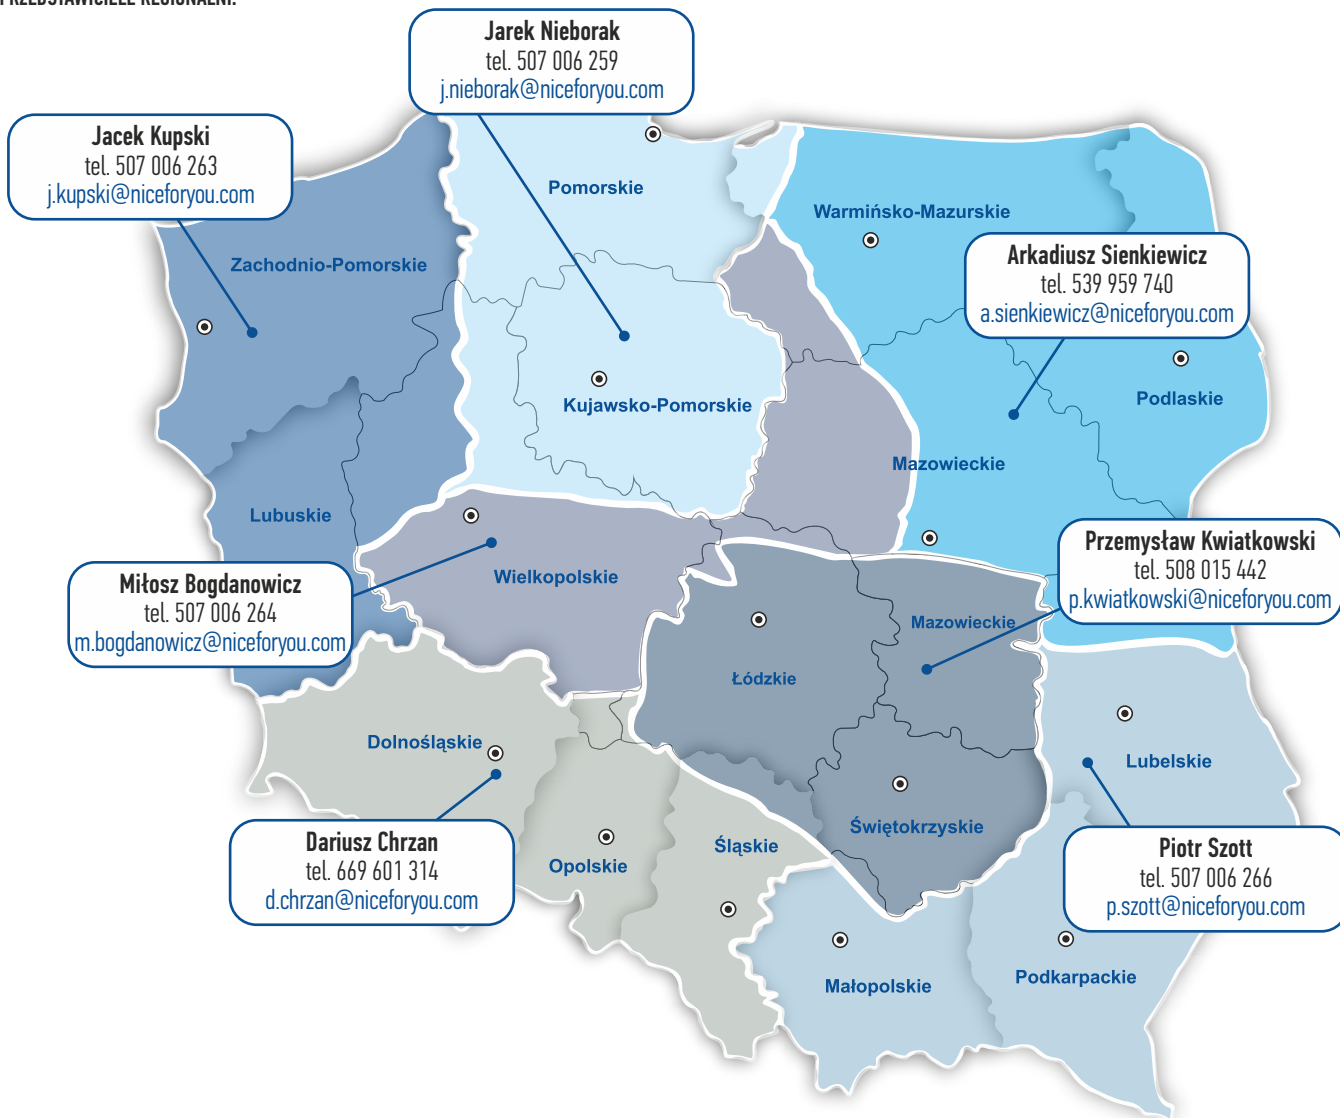 PRZEDSTAWICIELE REGIONALNI:
Jarek Nieborak
tel. 507 006 259
j.nieborak@niceforyou.com
Jacek Kupski
tel. 507 006 263
j.kupski@niceforyou.com
Pomorskie
Warmińsko-Mazurskie
Zachodnio-Pomorskie
Arkadiusz Sienkiewicz
tel. 539 959 740
a.sienkiewicz@niceforyou.com
Kujawsko-Pomorskie
Podlaskie
Mazowieckie
Lubuskie
Przemysław Kwiatkowski
tel. 508 015 442
p.kwiatkowski@niceforyou.com
Miłosz Bogdanowicz
tel. 507 006 264
m.bogdanowicz@niceforyou.com
Wielkopolskie
Mazowieckie
Łódzkie
Dolnośląskie
Lubelskie
Dariusz Chrzan
tel. 669 601 314
d.chrzan@niceforyou.com
Opolskie
Śląskie
Świętokrzyskie
Piotr Szott
tel. 507 006 266
p.szott@niceforyou.com
Małopolskie
Podkarpackie